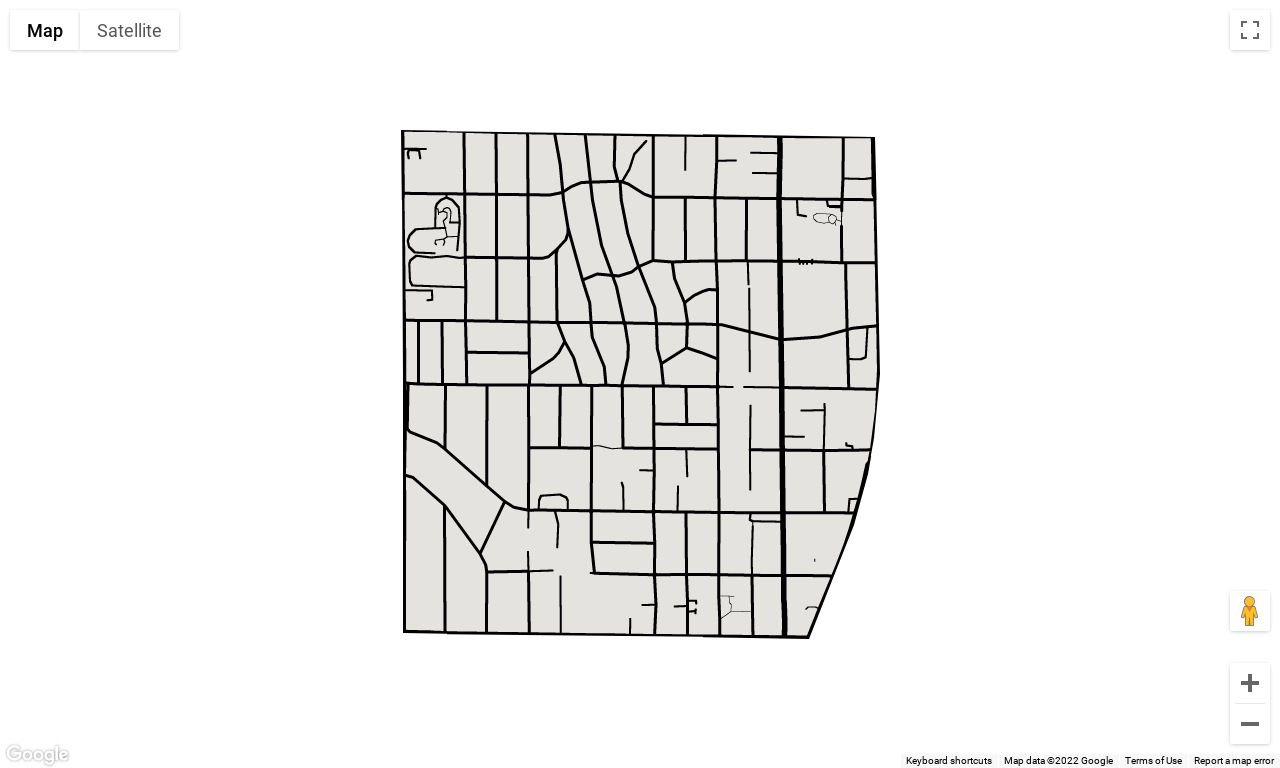 Map
Satellite
Google
Keyboard shortcuts
Map data ©2022 Google
Terms of Use
Report a map error